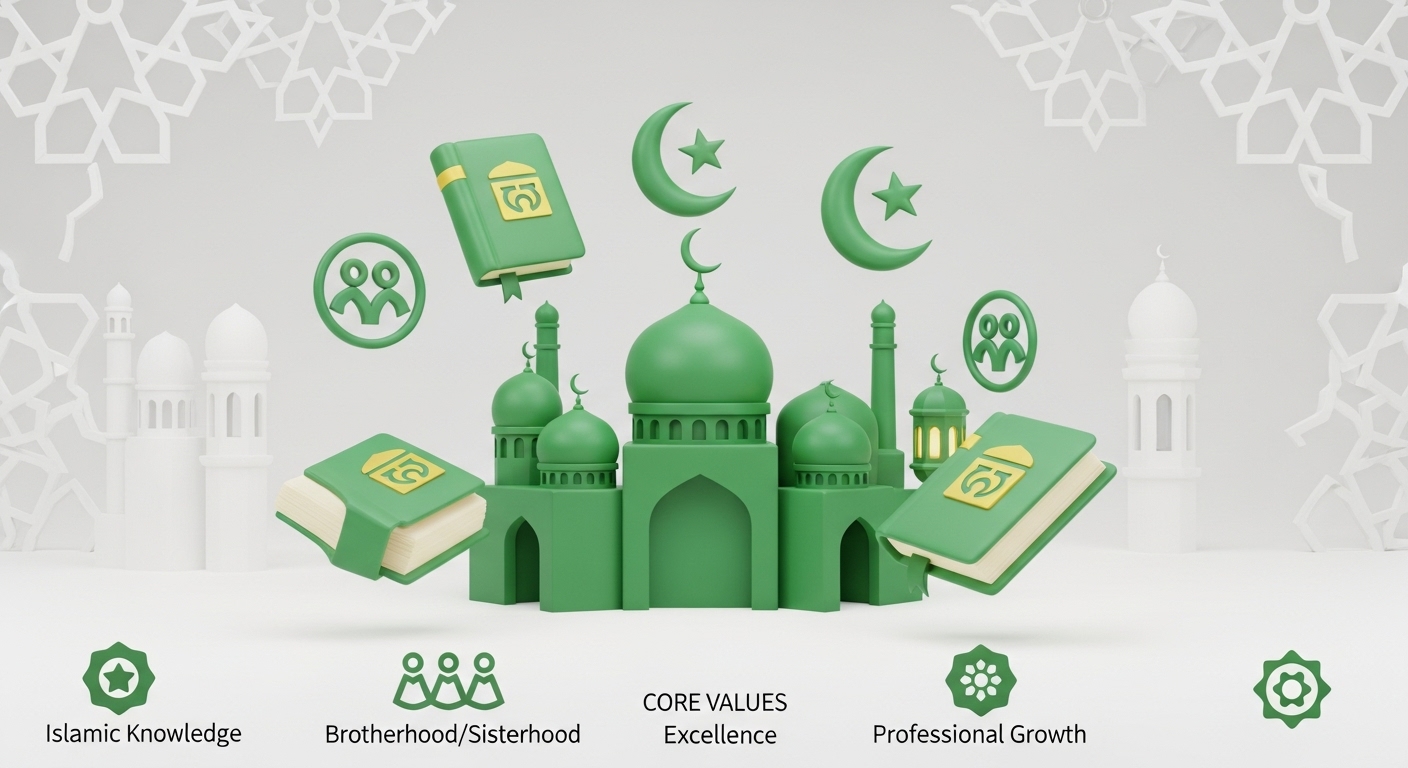 CORE VALUES
Islamic Knowledge
Brotherhood/Sisterhood
Excellence
Professional Growth